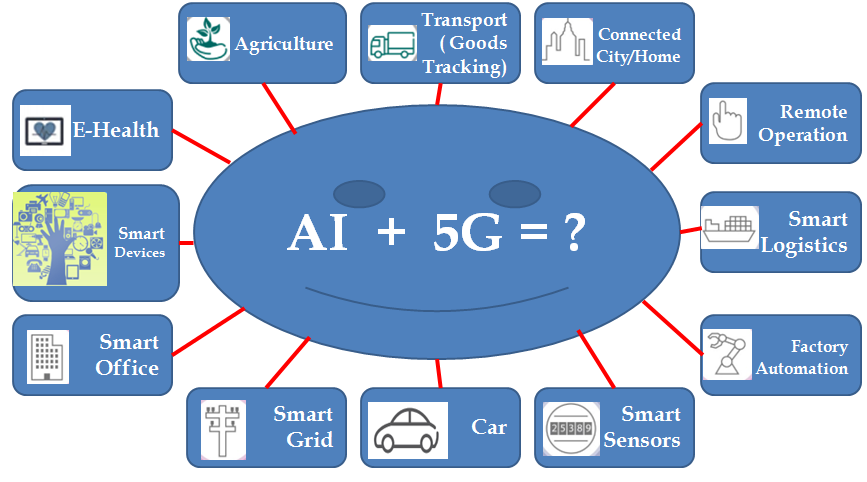 Agriculture
Transport
( Goods
Tracking)
Connected
City/Home
E-Health
Remote
Operation
Smart
Devices
AI + 5G = ?
Smart
Logistics
Smart
Office
Factory
Automation
Smart
Grid
Car
25389
Smart
Sensors